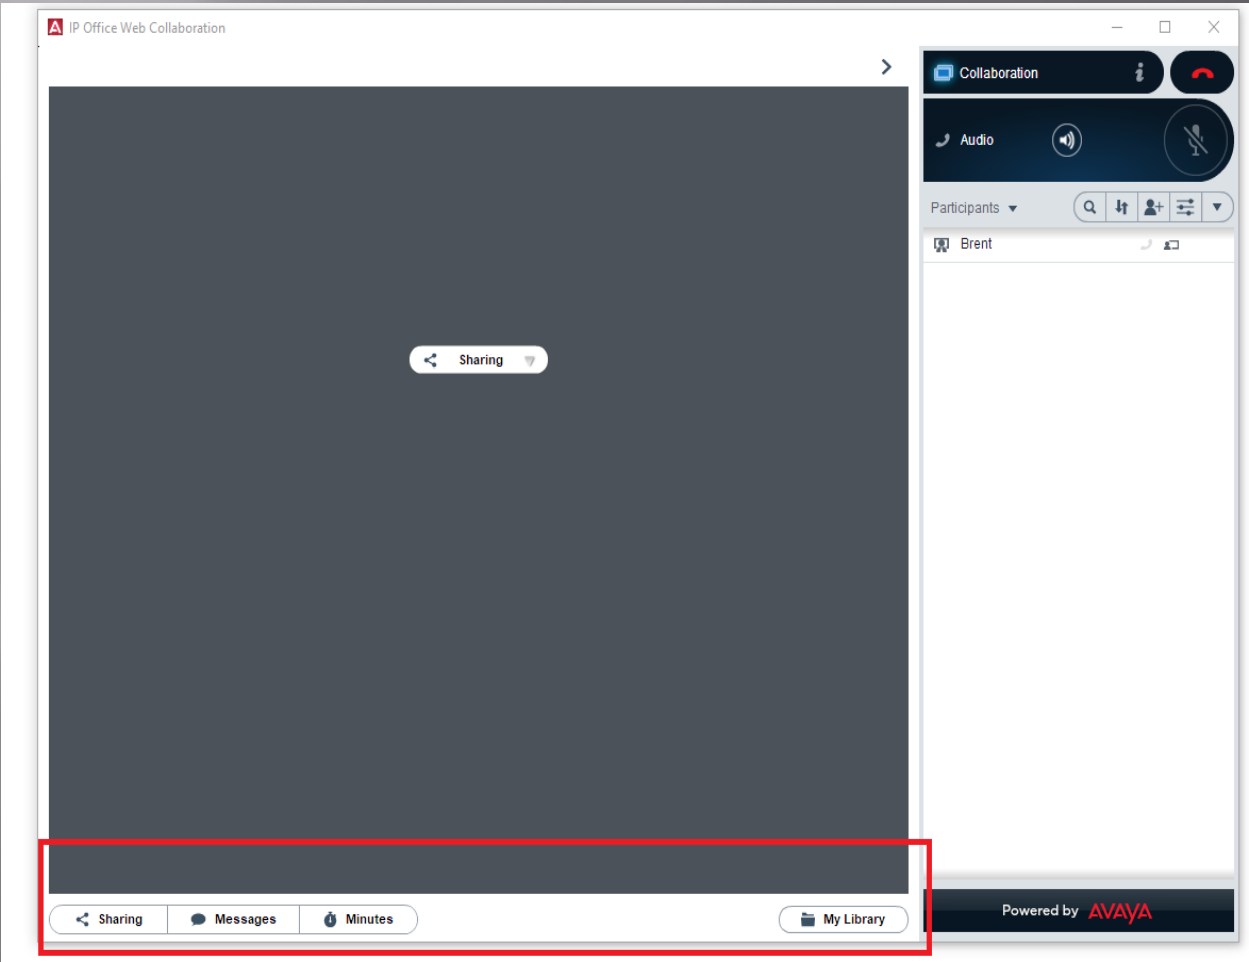 IP Office Web Collaboration
Collaboration
Audio
Participants
Brent
Sharing
Sharing Messages Minutes My Library
Powered by AVAYA